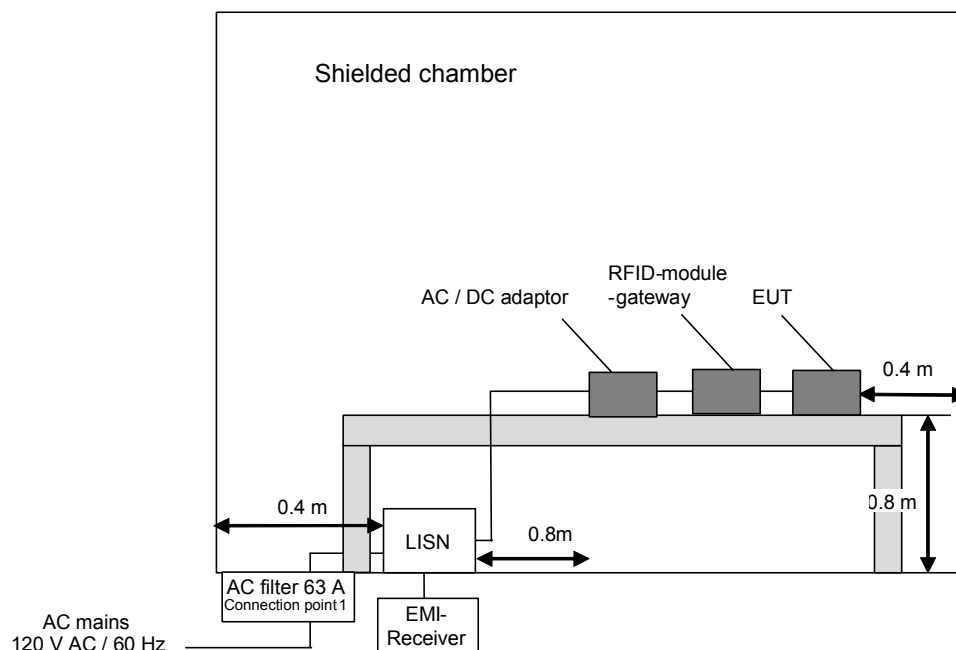 Shielded chamber
RFID-module
-gateway
AC / DC adaptor
EUT
0.4 m
0.8 m
0.4 m
LISN
0.8m
AC filter 63 A
Connection point 1
EMI-
Receiver
AC mains
120 V AC / 60 Hz